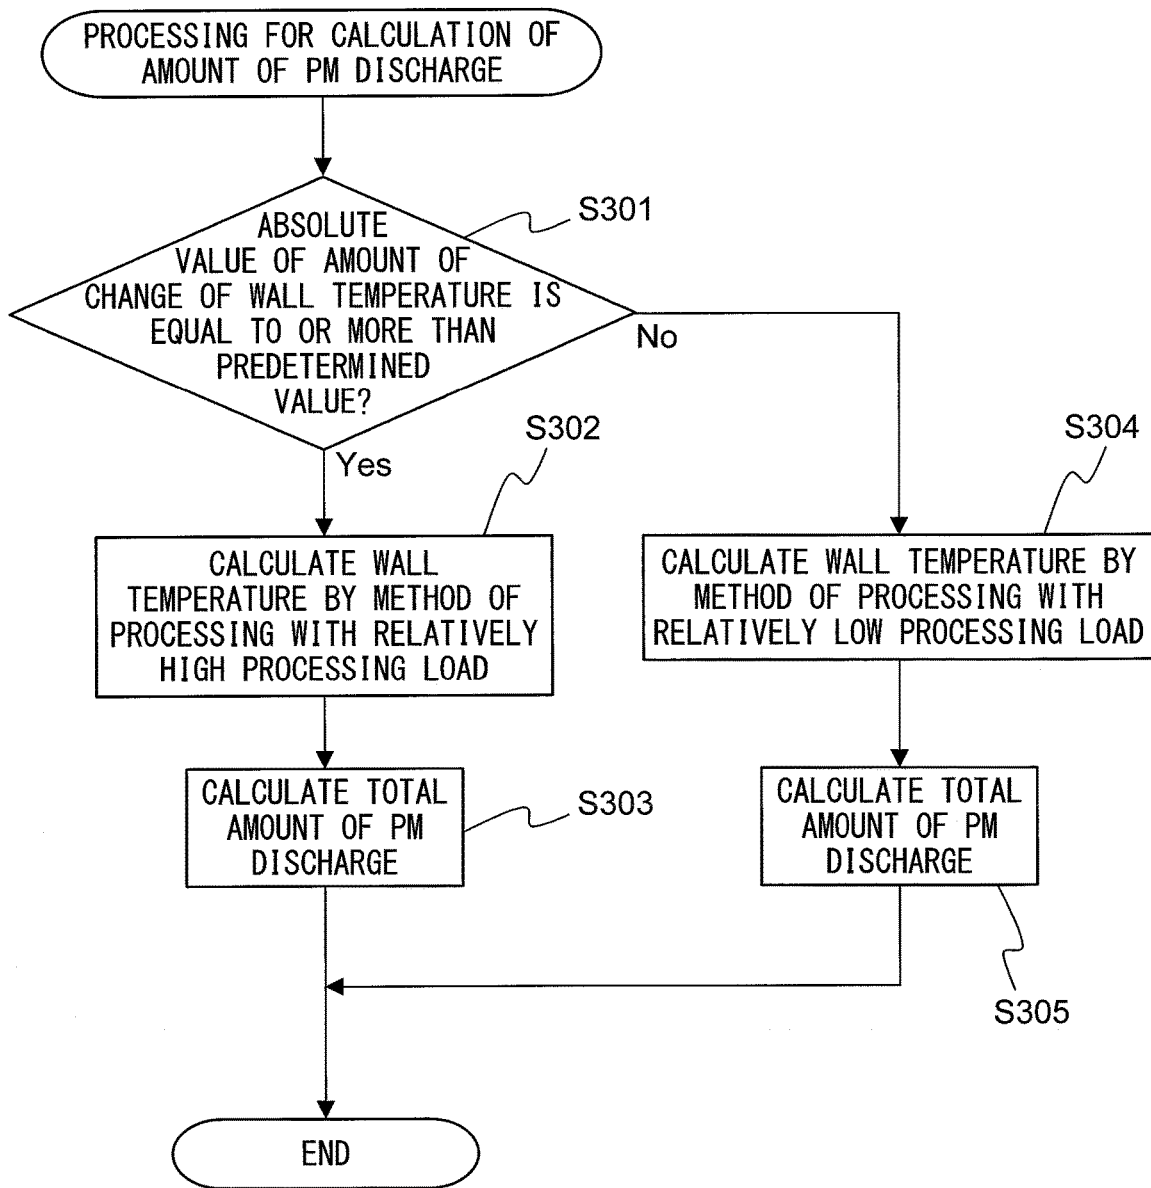 PROCESSING FOR CALCULATION OF
AMOUNT OF PM DISCHARGE
S301
ABSOLUTE
VALUE OF AMOUNT OF
CHANGE OF WALL TEMPERATURE IS
EQUAL TO OR MORE THAN
PREDETERMINED
VALUE?
No
Yes
S302
CALCULATE WALL
TEMPERATURE BY METHOD OF
PROCESSING WITH RELATIVELY
HIGH PROCESSING LOAD
S304
CALCULATE WALL TEMPERATURE BY
METHOD OF PROCESSING WITH
RELATIVELY LOW PROCESSING LOAD
CALCULATE TOTAL
AMOUNT OF PM
DISCHARGE
S303
CALCULATE TOTAL
AMOUNT OF PM
DISCHARGE
S305
END